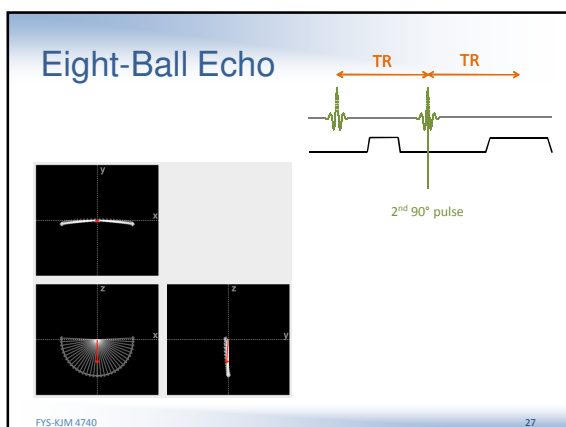 Eight-Ball Echo
TR TR
2nd 90° pulse
y
x
z
x
z
y
FYS-KJM 4740
27